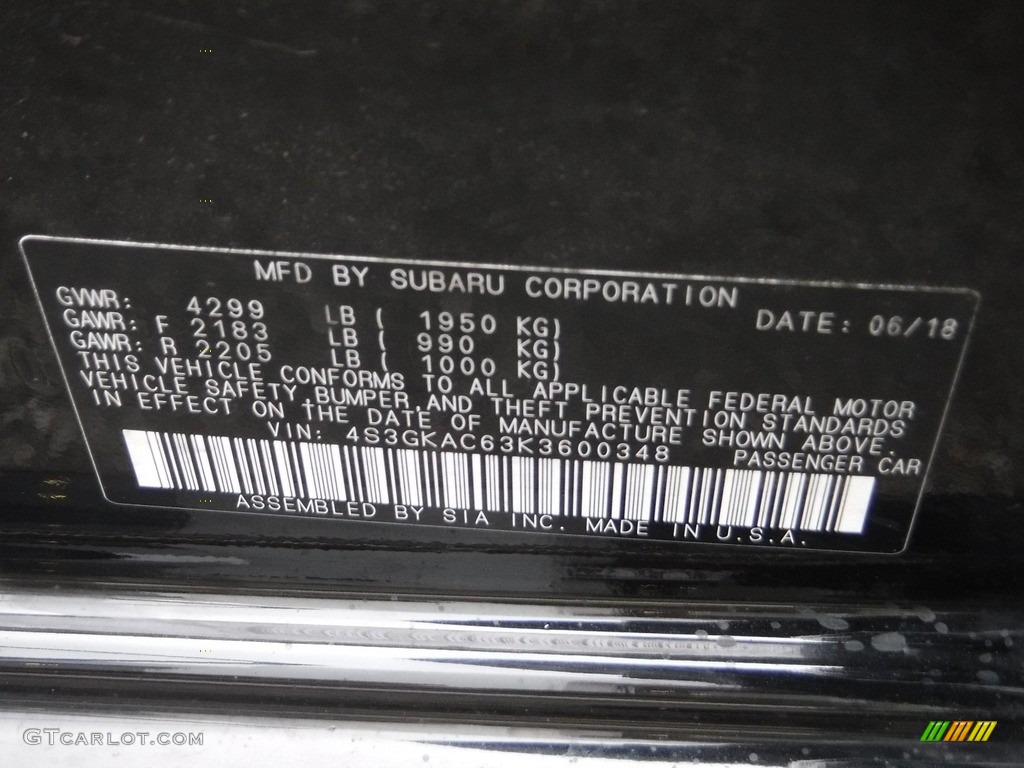 MFD BY SUBARU CORPORATION
GVWR: 4299 LB ( 1950 KG) DATE: 06/18
GAWR: F 2183 LB ( 990 KG)
GAWR: R 2205 LB ( 1000 KG)
THIS VEHICLE CONFORMS TO ALL APPLICABLE FEDERAL MOTOR
VEHICLE SAFETY,BUMPER,AND THEFT PREVENTION STANDARDS
IN EFFECT ON THE DATE OF MANUFACTURE SHOWN ABOVE.
VIN: 4S3GKAC63K3600348 PASSENGER CAR
ASSEMBLED BY SIA INC. MADE IN U.S.A.
GTCARLOT.COM